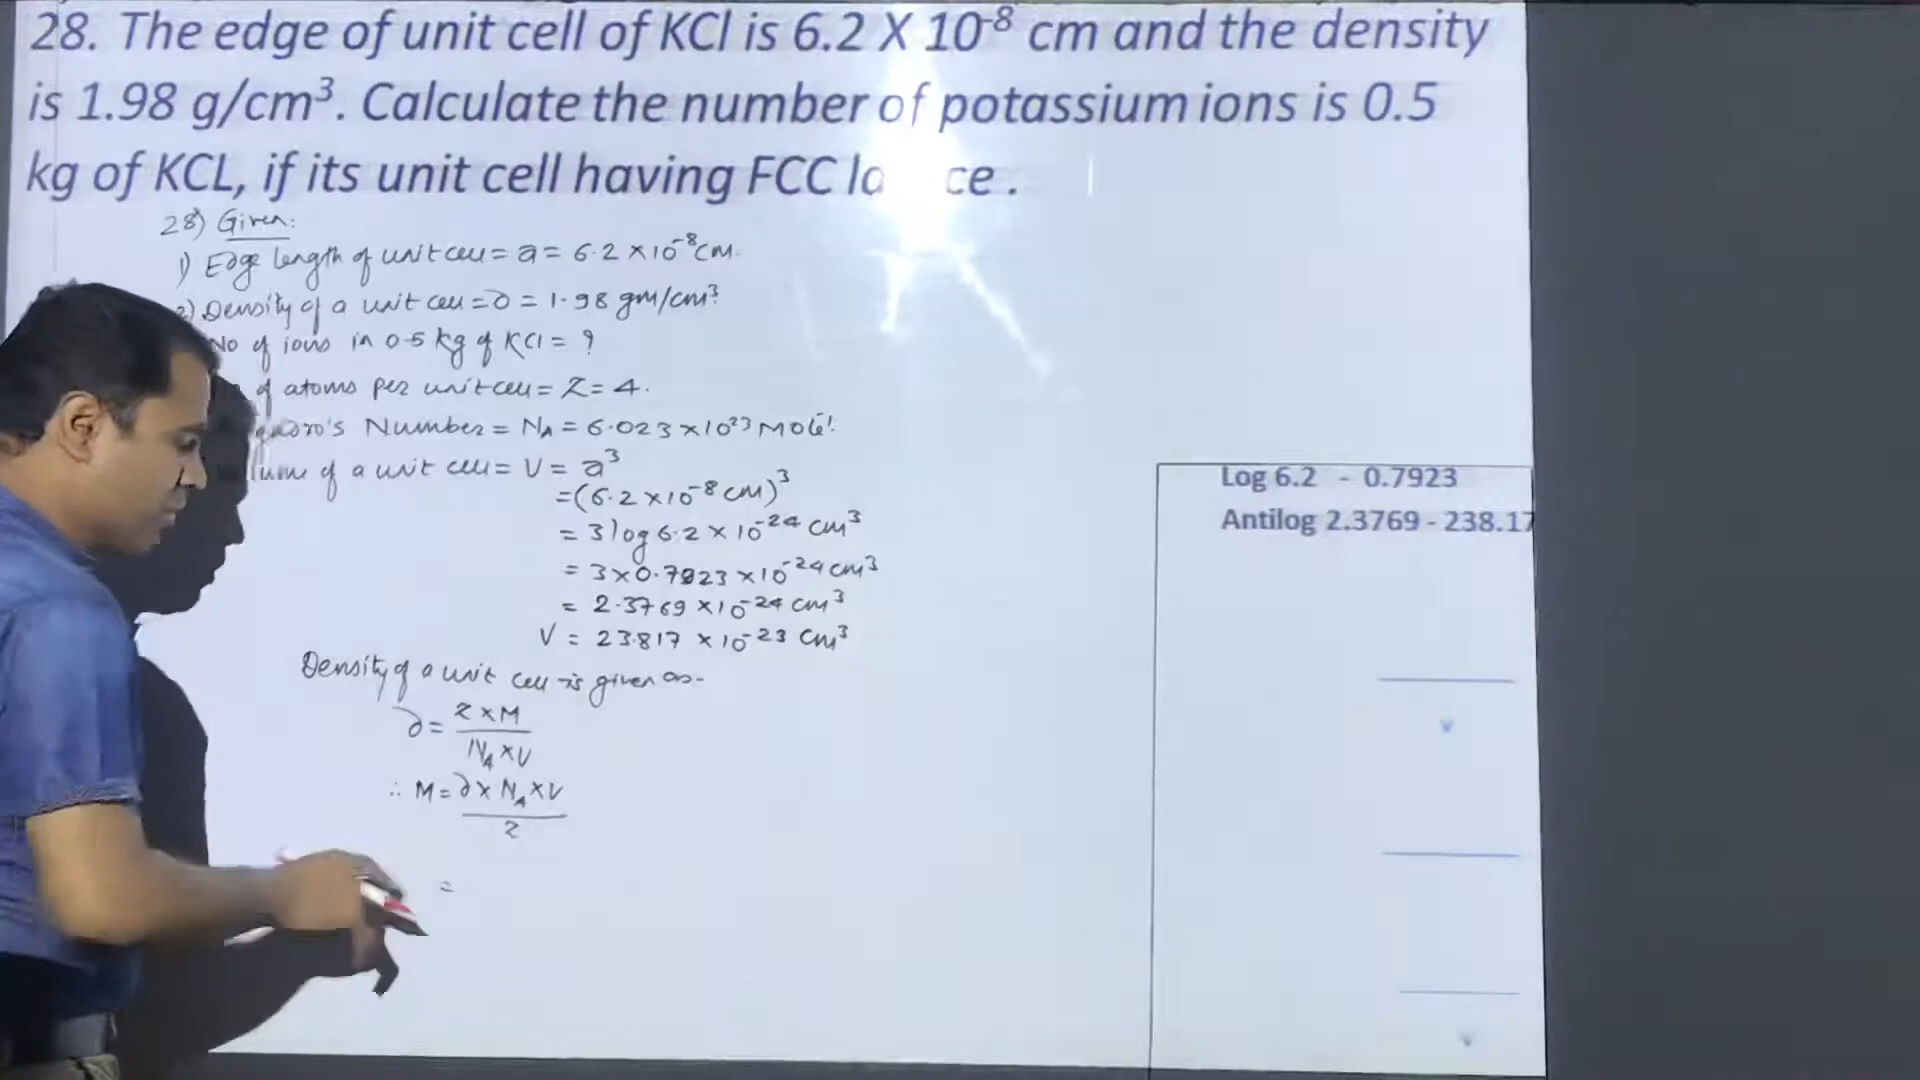 28. The edge of unit cell of KCl is 6.2 X 10-8 cm and the density
is 1.98 g/cm³. Calculate the number of potassium ions is 0.5
kg of KCL, if its unit cell having FCC la ce .
28) Given:
1) Edge length of unit cell = a = 6.2 × 10⁻⁸ cm.
2) Density of a unit cell = ∂ = 1.98 gm/cm³
No of ions in 0.5 kg of KCl = ?
of atoms per unit cell = Z = 4.
Number = NA = 6.023 × 10²³ Mole⁻¹
of a unit cell = V = a³
= (6.2 × 10⁻⁸ cm)³
= 3 log 6.2 × 10⁻²⁴ cm³
= 3 × 0.7923 × 10⁻²⁴ cm³
= 2.3769 × 10⁻²⁴ cm³
V = 23.817 × 10⁻²³ cm³
Density of a unit cell is given as-
∂ = Z × M
NA × V
∴ M = ∂ × NA × V
Z
=
Log 6.2 - 0.7923
Antilog 2.3769 - 238.17